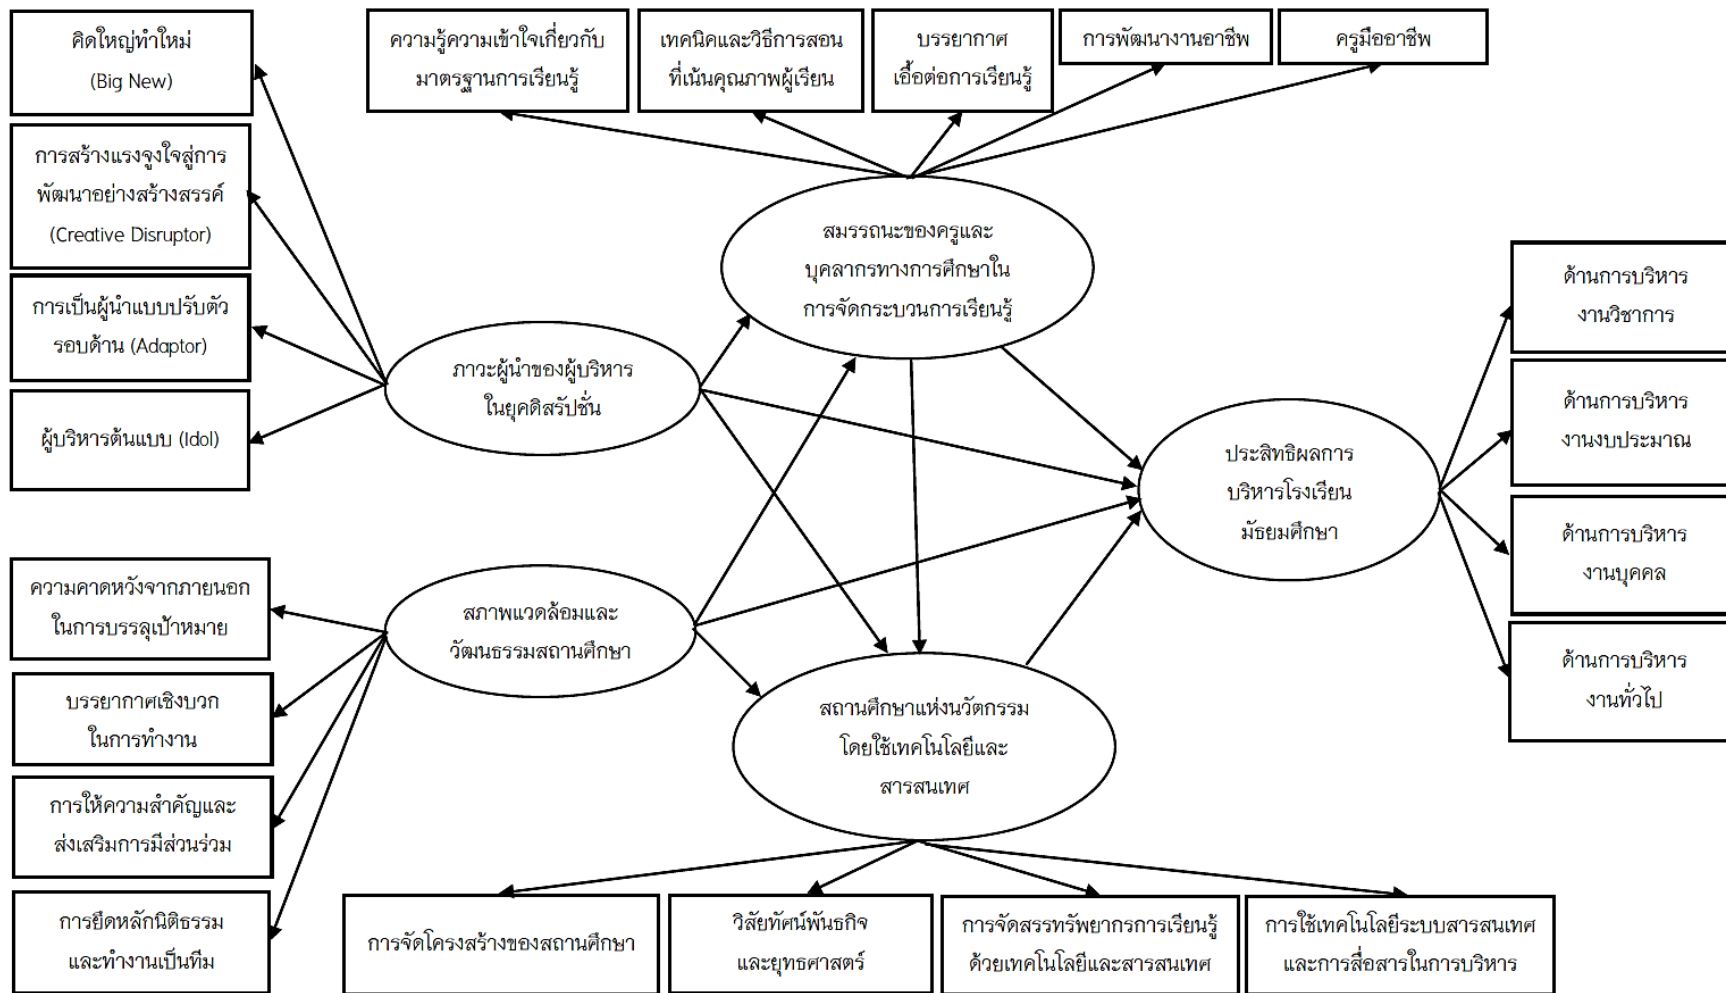 คิดใหญ่ทำใหม่
(Big New)
การสร้างแรงจูงใจสู่การ
พัฒนาอย่างสร้างสรรค์
(Creative Disruptor)
การเป็นผู้นำแบบปรับตัว
รอบด้าน (Adaptor)
ผู้บริหารต้นแบบ (Idol)
ความรู้ความเข้าใจเกี่ยวกับ
มาตรฐานการเรียนรู้
เทคนิคและวิธีการสอน
ที่เน้นคุณภาพผู้เรียน
บรรยากาศ
เอื้อต่อการเรียนรู้
การพัฒนางานอาชีพ
ครูมืออาชีพ
สมรรถนะของครูและ
บุคลากรทางการศึกษาใน
การจัดกระบวนการเรียนรู้
ภาวะผู้นำของผู้บริหาร
ในยุคดิสรัปชั่น
ประสิทธิผลการ
บริหารโรงเรียน
มัธยมศึกษา
ด้านการบริหาร
งานวิชาการ
ด้านการบริหาร
งานงบประมาณ
ด้านการบริหาร
งานบุคคล
ด้านการบริหาร
งานทั่วไป
ความคาดหวังจากภายนอก
ในการบรรลุเป้าหมาย
บรรยากาศเชิงบวก
ในการทำงาน
การให้ความสำคัญและ
ส่งเสริมการมีส่วนร่วม
การยึดหลักนิติธรรม
และทำงานเป็นทีม
สภาพแวดล้อมและ
วัฒนธรรมสถานศึกษา
สถานศึกษาแห่งนวัตกรรม
โดยใช้เทคโนโลยีและ
สารสนเทศ
การจัดโครงสร้างของสถานศึกษา
วิสัยทัศน์พันธกิจ
และยุทธศาสตร์
การจัดสรรทรัพยากรการเรียนรู้
ด้วยเทคโนโลยีและสารสนเทศ
การใช้เทคโนโลยีระบบสารสนเทศ
และการสื่อสารในการบริหาร